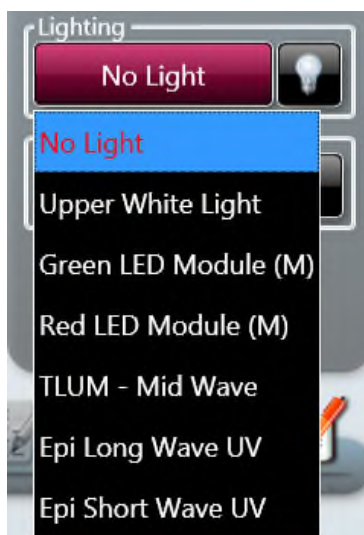 Lighting
No Light
No Light
Upper White Light
Green LED Module (M)
Red LED Module (M)
TLUM - Mid Wave
Epi Long Wave UV
Epi Short Wave UV